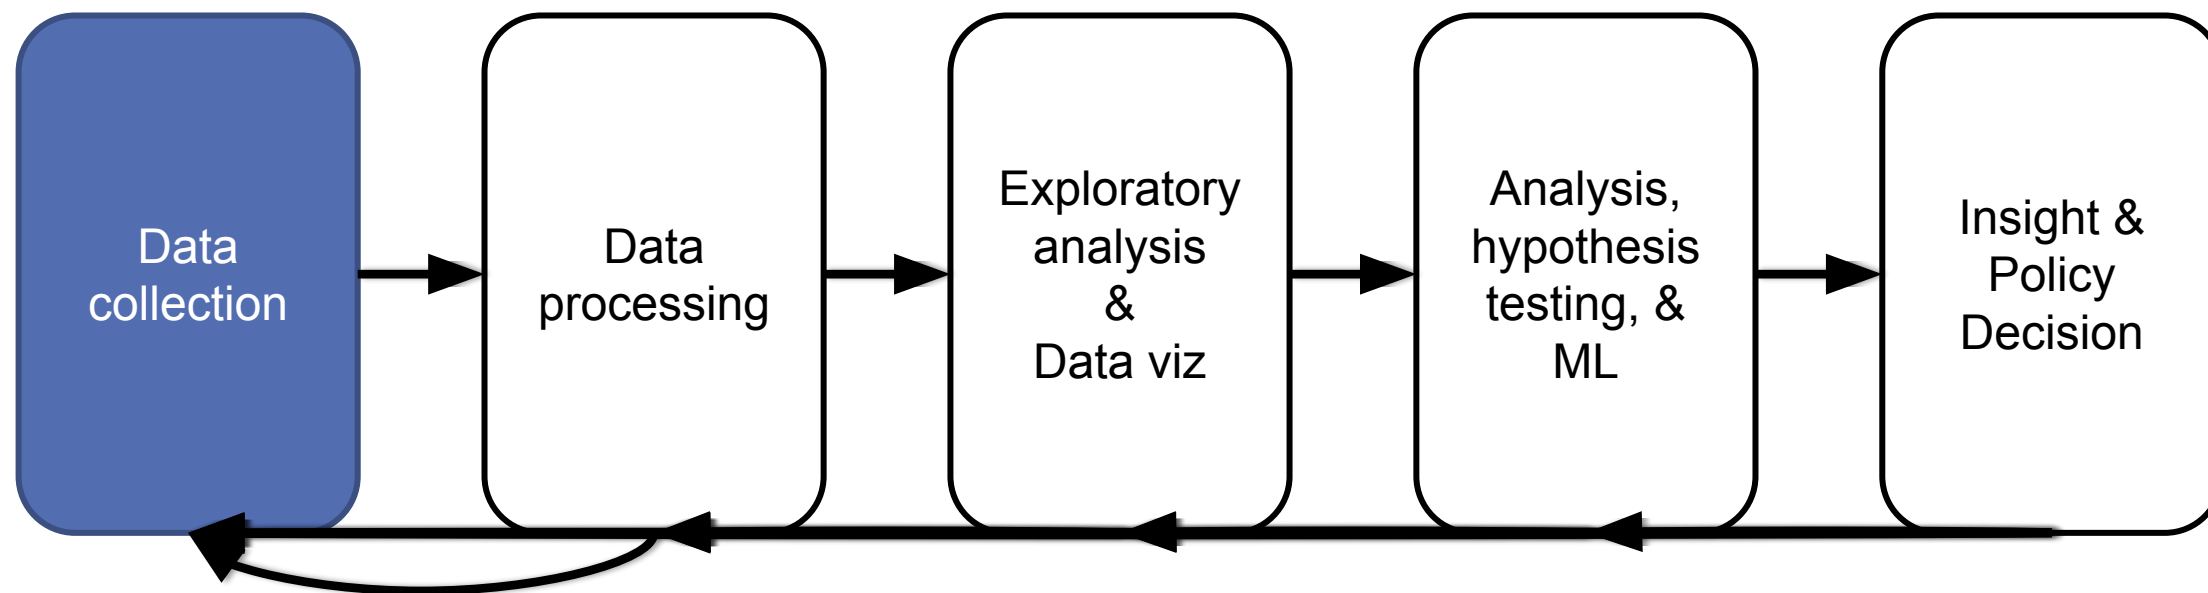 Data
collection
Data
processing
Exploratory
analysis
&
Data viz
Analysis,
hypothesis
testing, &
ML
Insight &
Policy
Decision